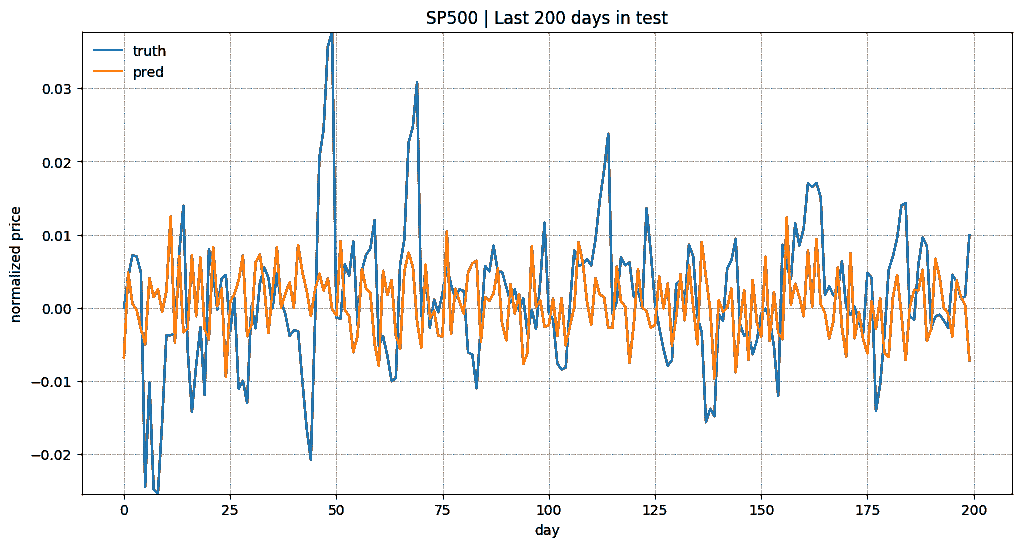 SP500 | Last 200 days in test
truth
pred
0.03
0.02
0.01
0.00
−0.01
−0.02
normalized price
0 25 50 75 100 125 150 175 200
day